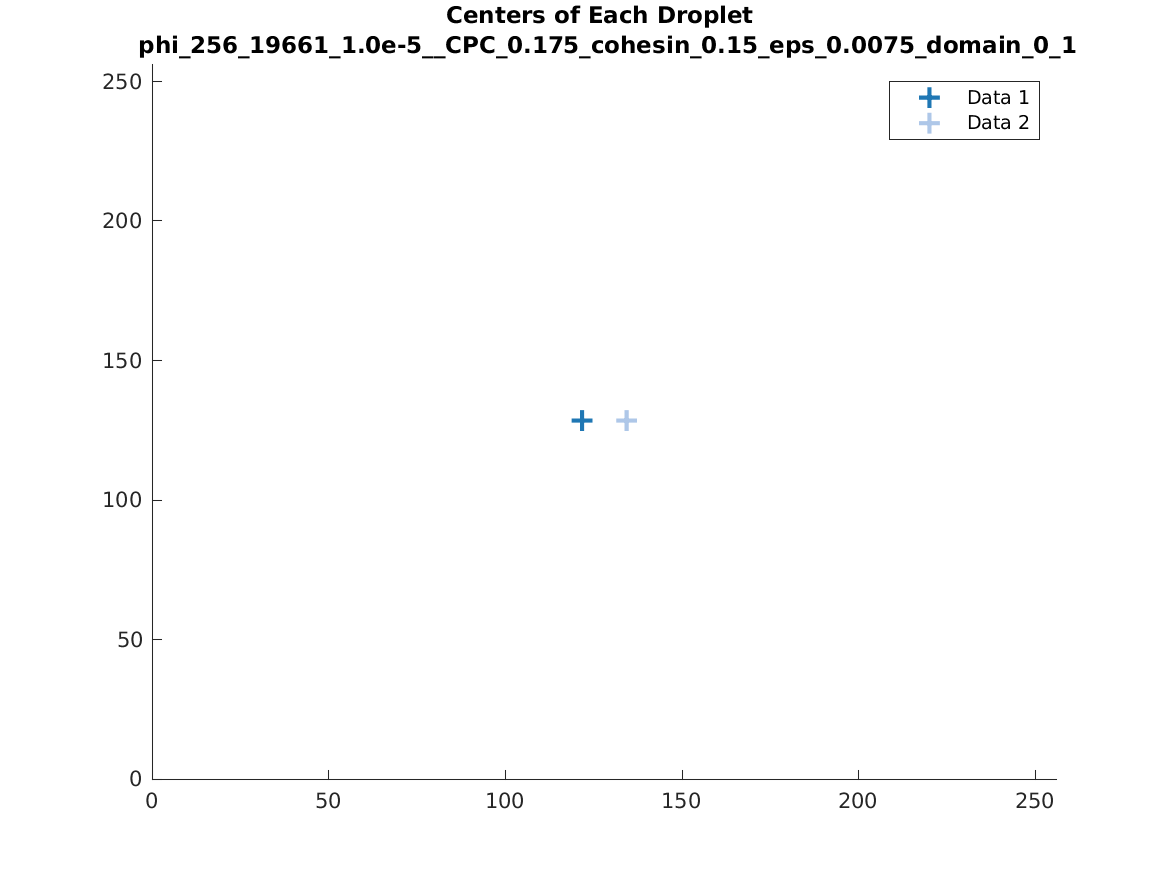 Centers of Each Droplet
phi_256_19661_1.0e-5__CPC_0.175_cohesin_0.15_eps_0.0075_domain_0_1
Data 1
Data 2
250
200
150
100
50
0
0 50 100 150 200 250